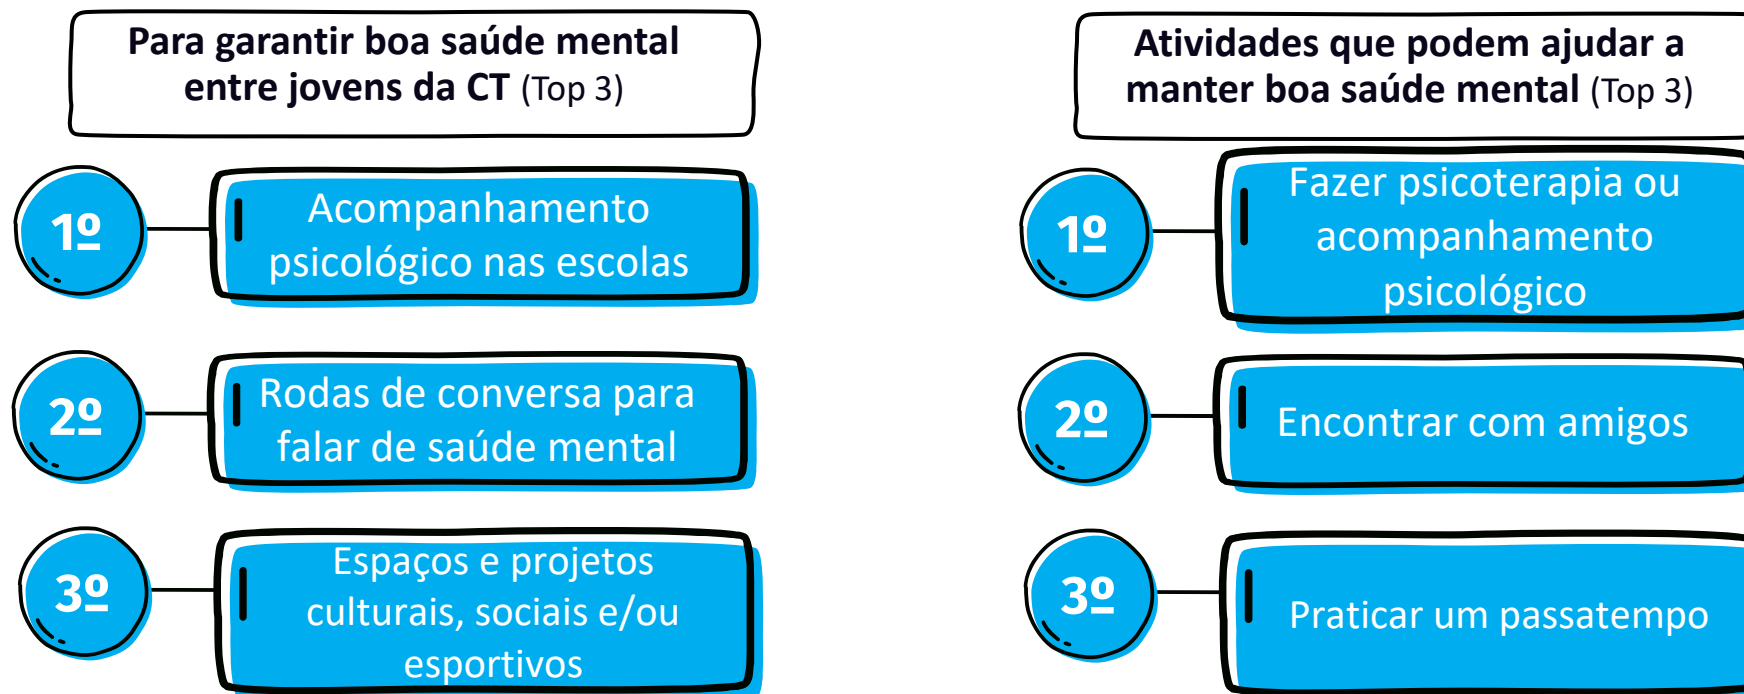 Para garantir boa saúde mental
entre jovens da CT (Top 3)
1º
Acompanhamento
psicológico nas escolas
2º
Rodas de conversa para
falar de saúde mental
3º
Espaços e projetos
culturais, sociais e/ou
esportivos
Atividades que podem ajudar a
manter boa saúde mental (Top 3)
1º
Fazer psicoterapia ou
acompanhamento
psicológico
2º
Encontrar com amigos
3º
Praticar um passatempo